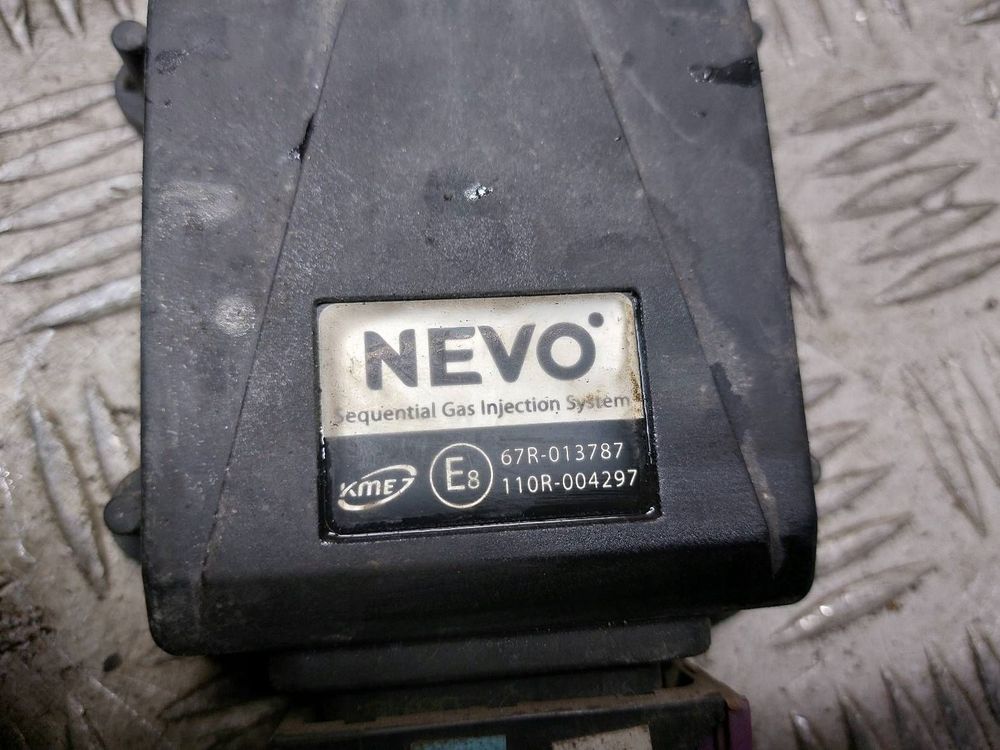 NEVO
Sequential Gas Injection System
KME E8 67R-013787
110R-004297